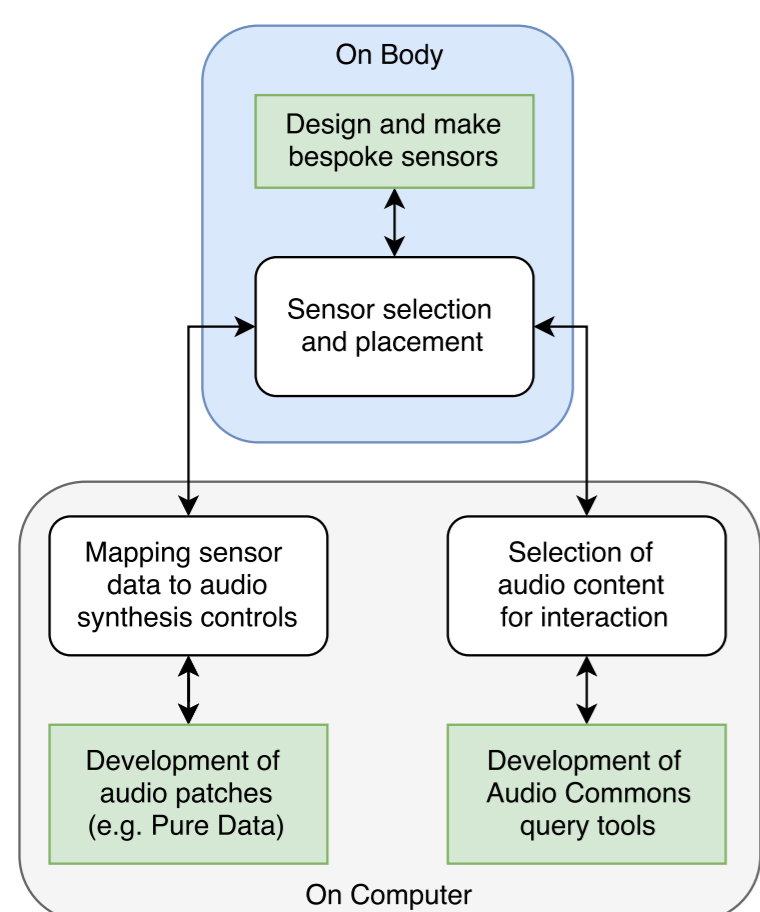 On Body
Design and make
bespoke sensors
Sensor selection
and placement
Mapping sensor
data to audio
synthesis controls
Selection of
audio content
for interaction
Development of
audio patches
(e.g. Pure Data)
Development of
Audio Commons
query tools
On Computer